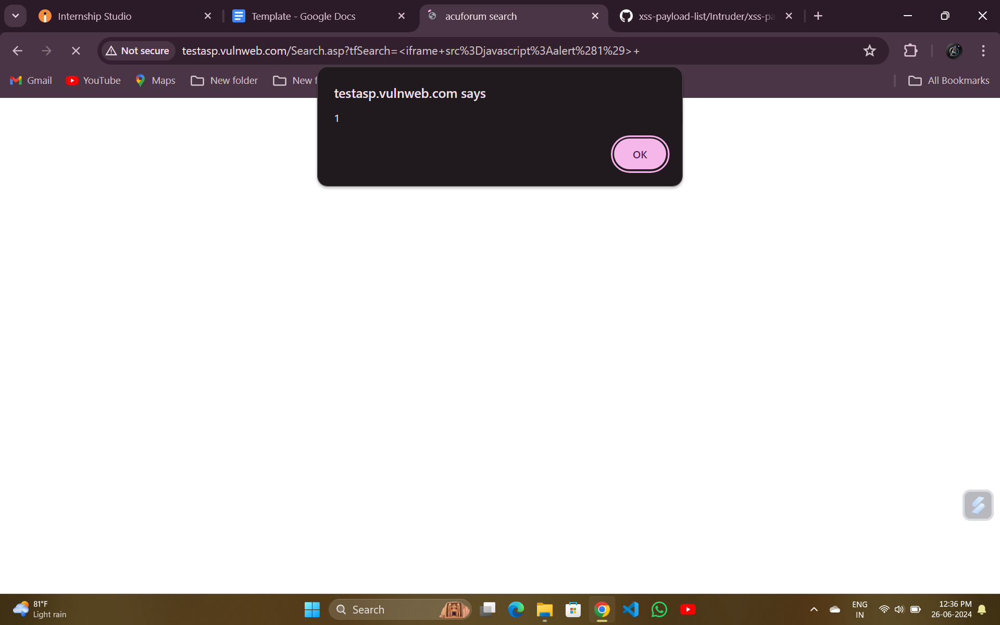 Internship Studio
Template - Google Docs
acuforum search
xss-payload-list/Intruder/xss-pa
Not secure
testasp.vulnweb.com/Search.asp?tfSearch=<iframe+src%3Djavascript%3Aalert%281%29>+
Gmail
YouTube
Maps
New folder
New f
All Bookmarks
testasp.vulnweb.com says
1
OK
81°F
Light rain
Search
ENG
IN
12:36 PM
26-06-2024